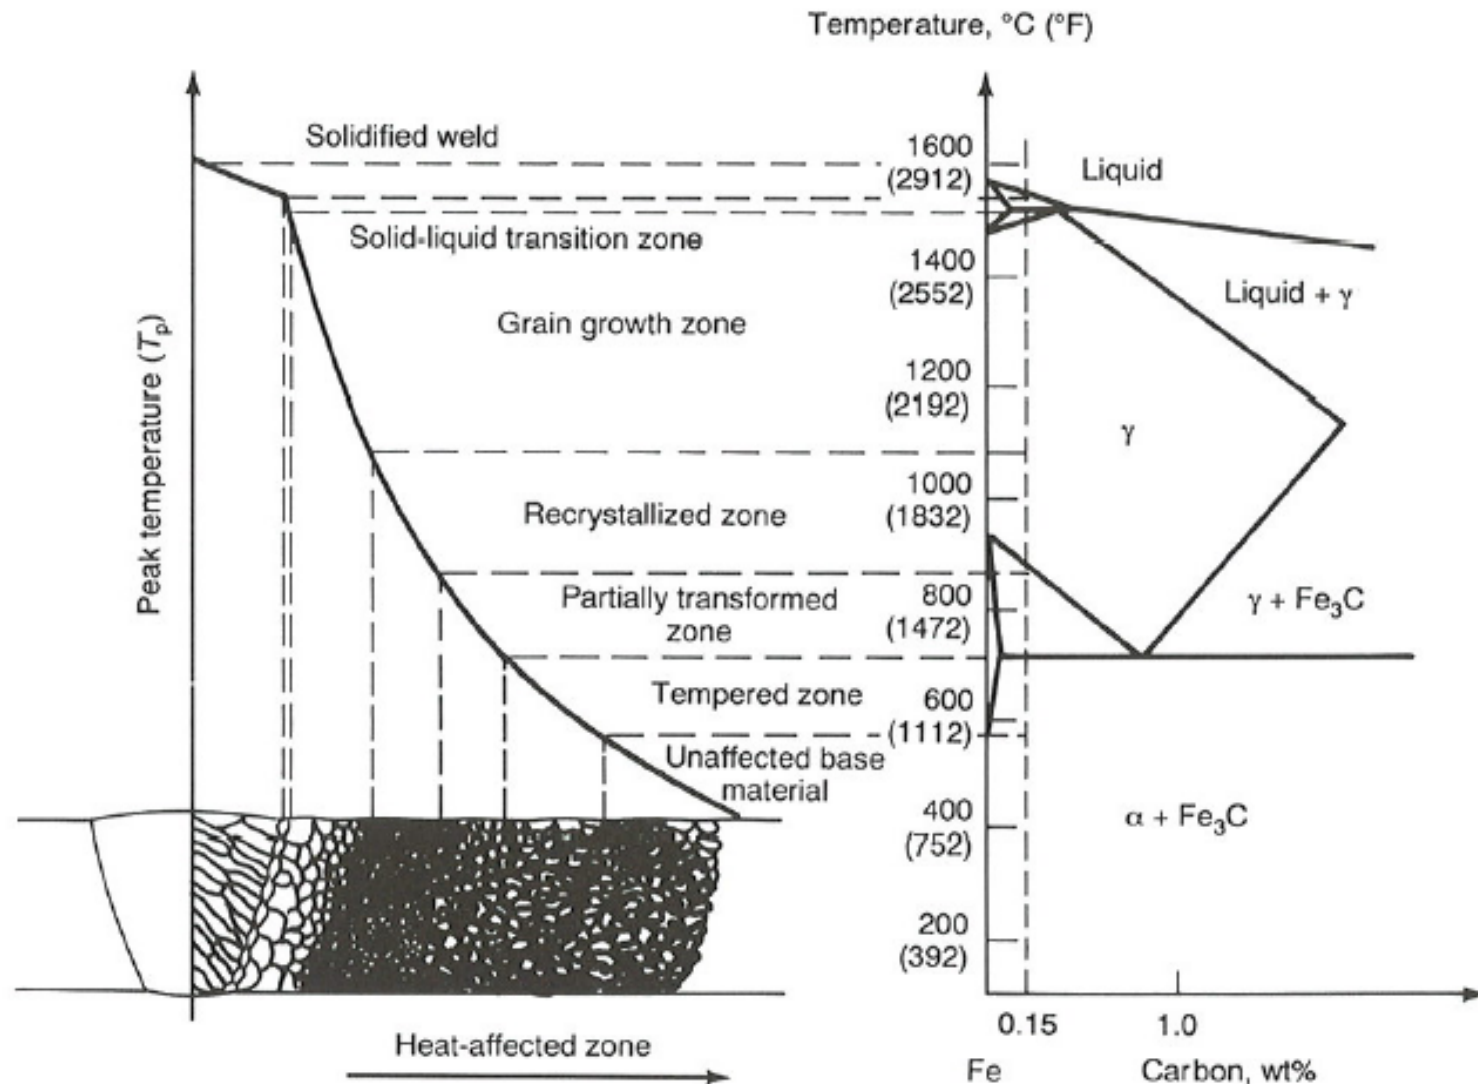 Temperature, °C (°F)
Solidified weld
Solid-liquid transition zone
Grain growth zone
Recrystallized zone
Partially transformed
zone
Tempered zone
Unaffected base
material
Peak temperature (Tₚ)
Heat-affected zone
1600
(2912)
1400
(2552)
1200
(2192)
1000
(1832)
800
(1472)
600
(1112)
400
(752)
200
(392)
Liquid
Liquid + γ
γ
γ + Fe₃C
α + Fe₃C
0.15
1.0
Fe
Carbon, wt%